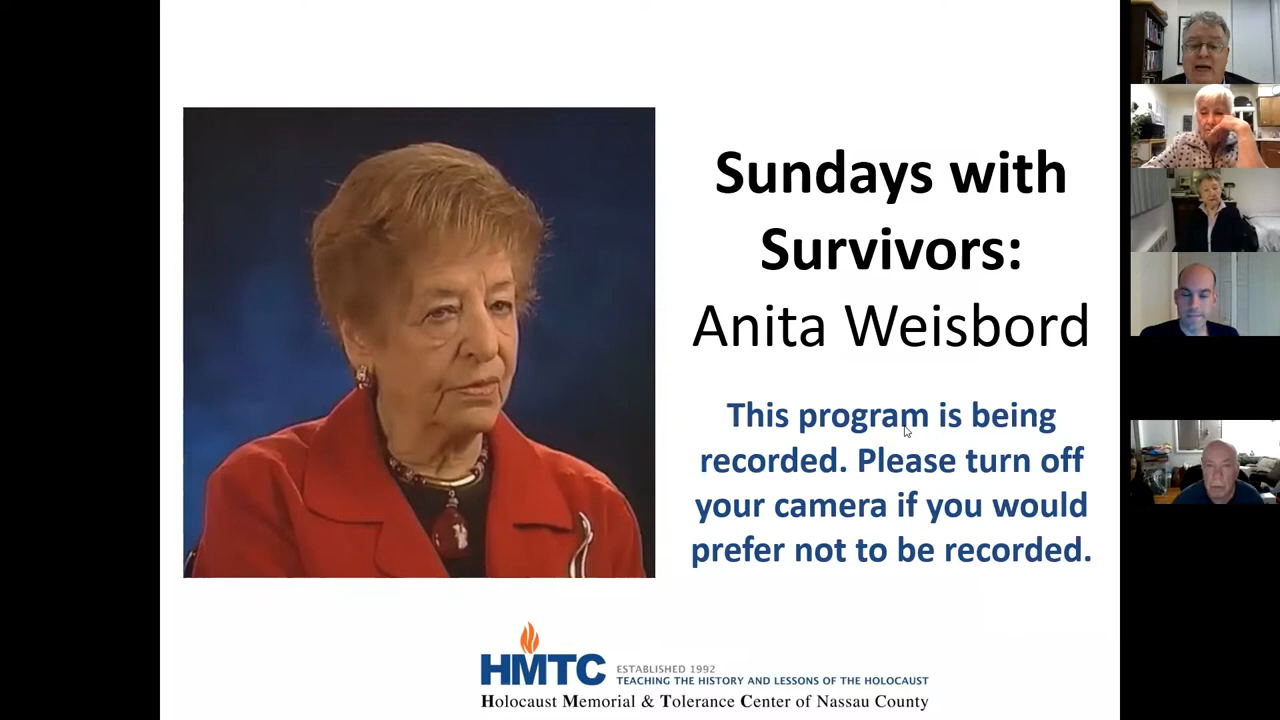 Sundays with
Survivors:
Anita Weisbord
This program is being
recorded. Please turn off
your camera if you would
prefer not to be recorded.
HMTC
ESTABLISHED 1992
TEACHING THE HISTORY AND LESSONS OF THE HOLOCAUST
Holocaust Memorial & Tolerance Center of Nassau County